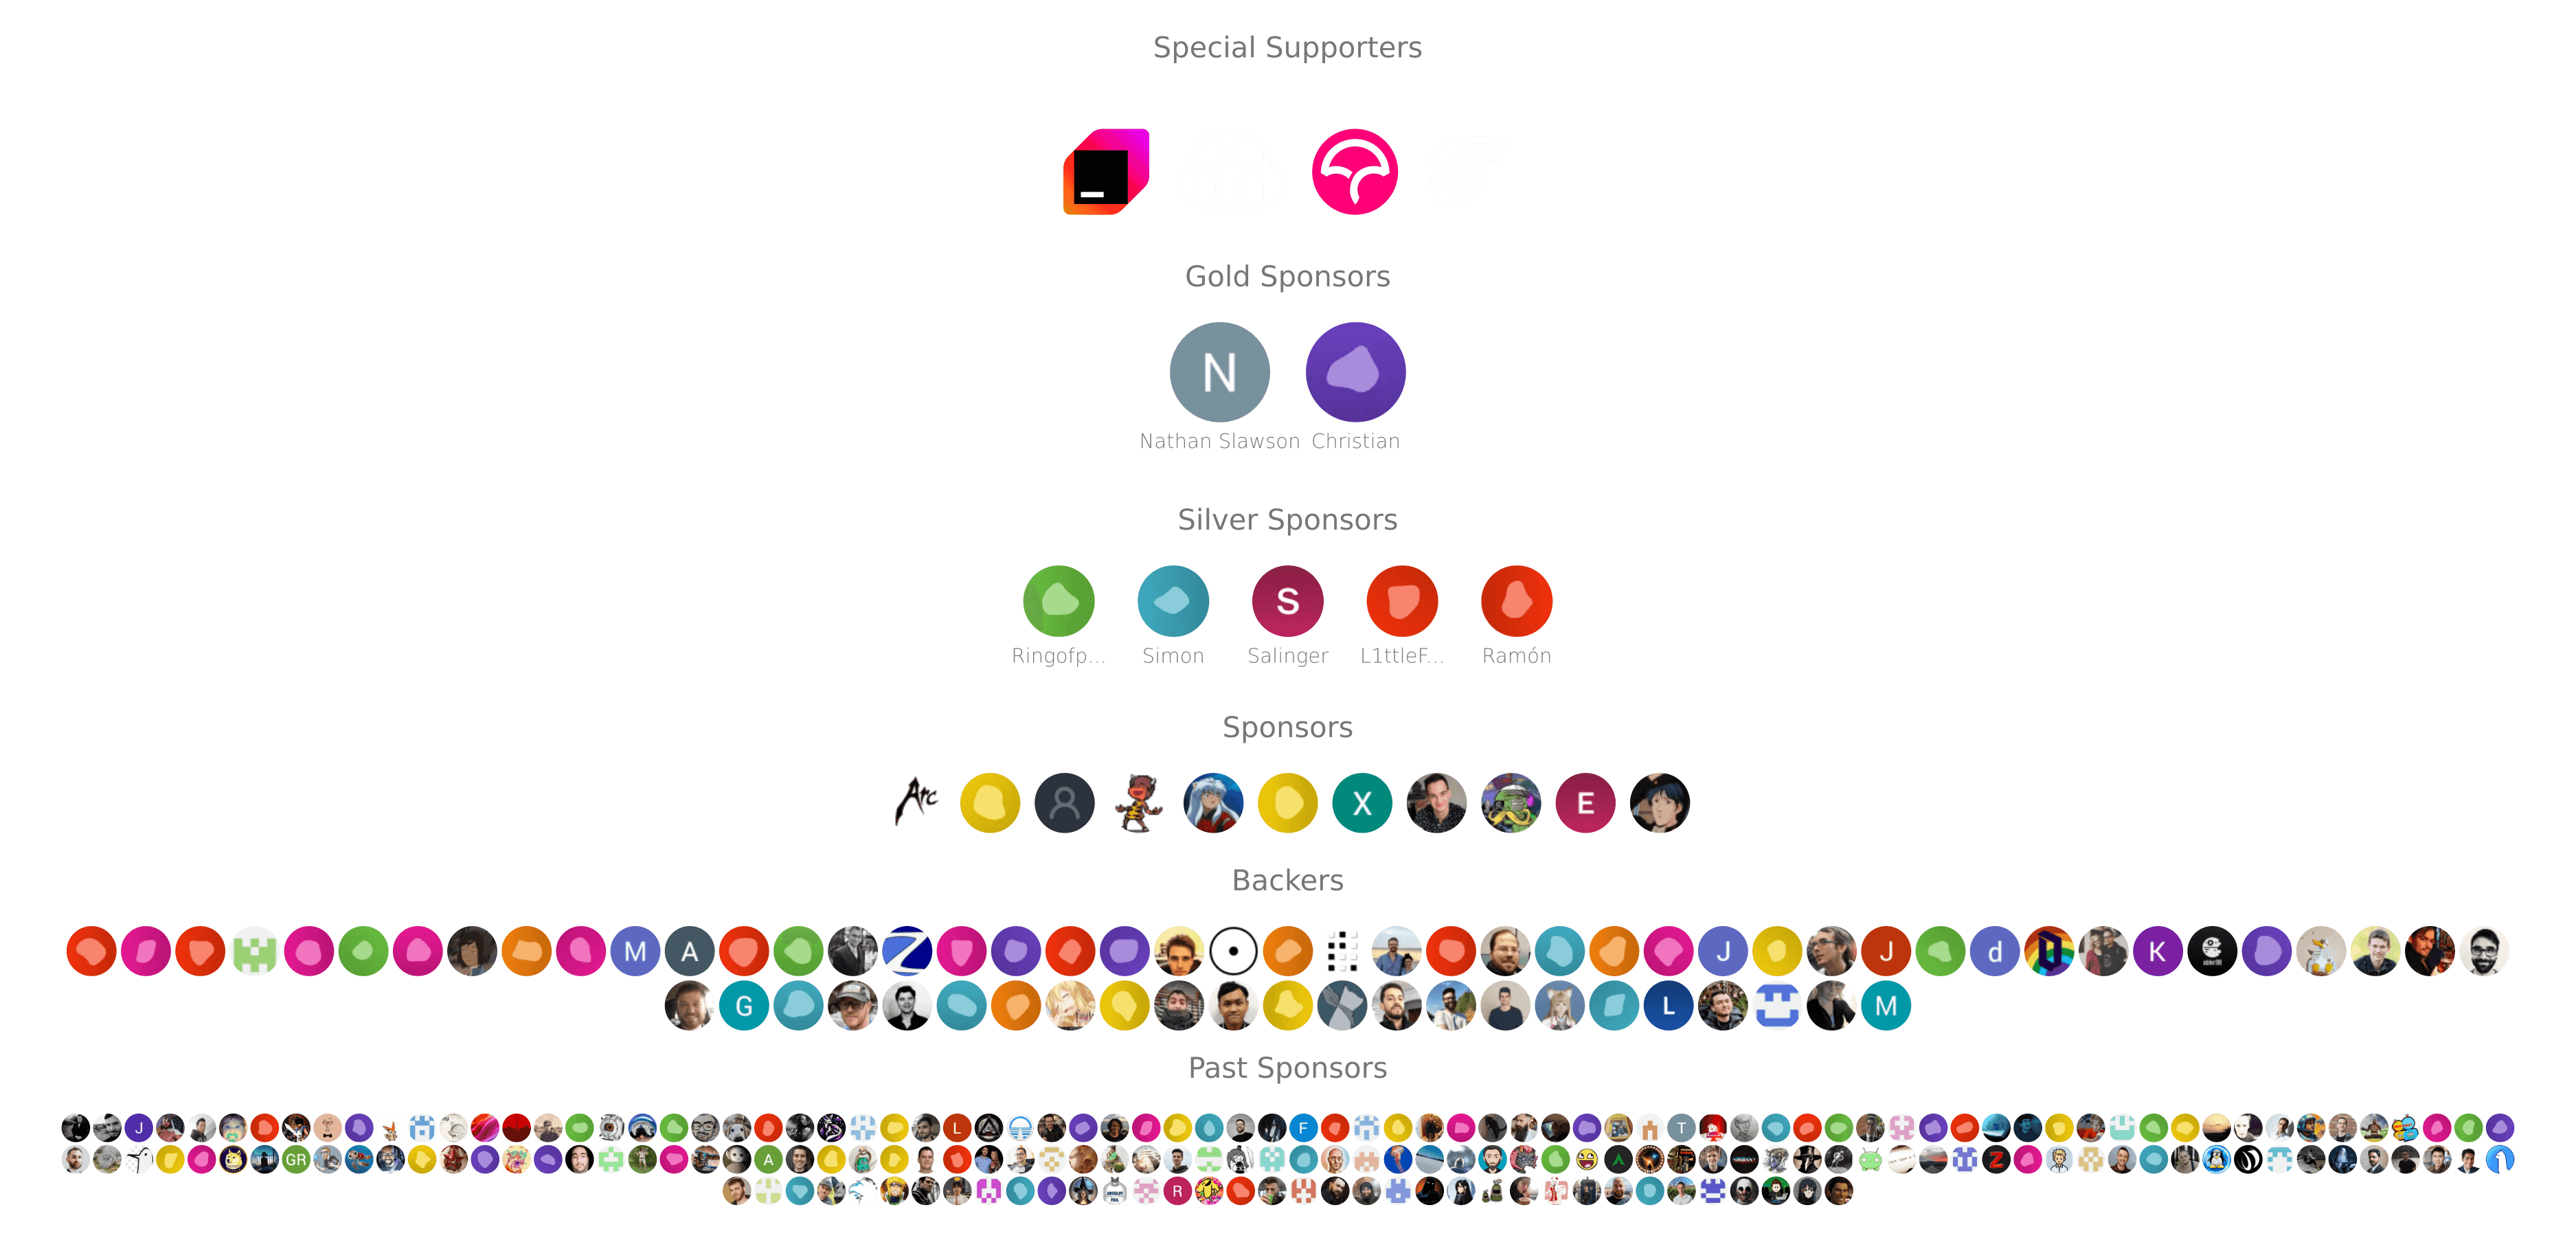 Special Supporters
Gold Sponsors
N
Nathan Slawson Christian
Silver Sponsors
S
Ringofp... Simon Salinger L1ttleF... Ramón
Sponsors
Arc X E
Backers
M A J J d K
G L M
Past Sponsors
J L F T
GR A
R